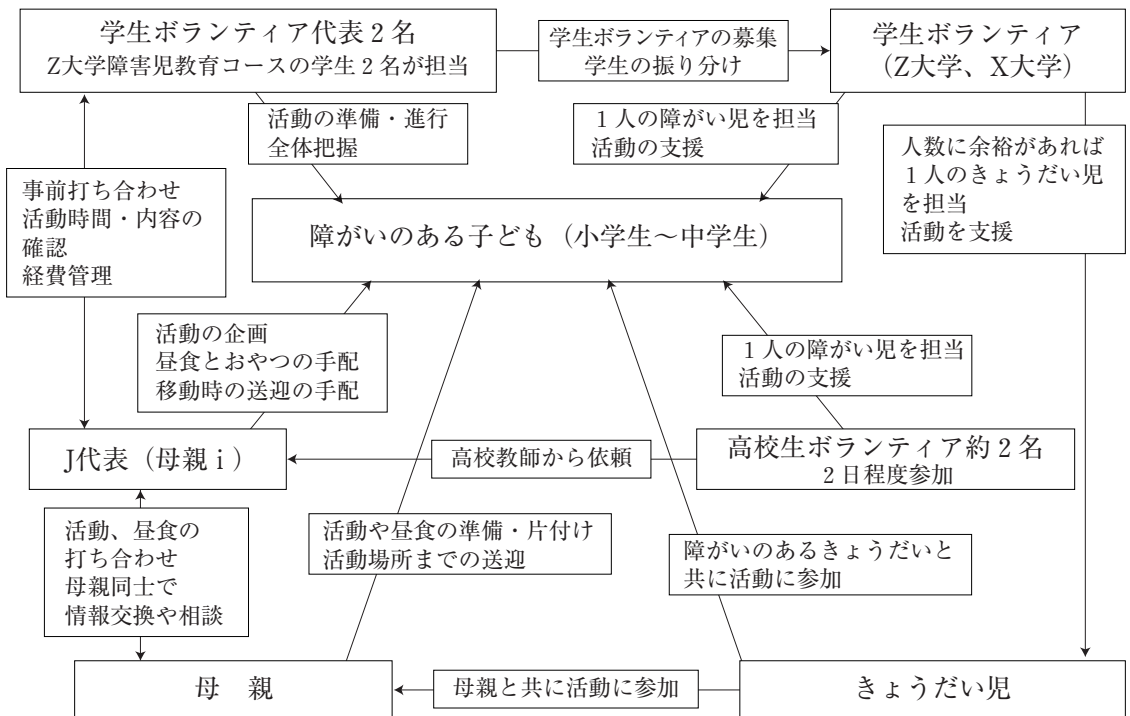 学生ボランティア代表２名
Z大学障害児教育コースの学生２名が担当
学生ボランティアの募集
学生の振り分け
学生ボランティア
（Z大学、X大学）
活動の準備・進行
全体把握
１人の障がい児を担当
活動の支援
人数に余裕があれば
１人のきょうだい児
を担当
活動を支援
事前打ち合わせ
活動時間・内容の
確認
経費管理
障がいのある子ども（小学生～中学生）
活動の企画
昼食とおやつの手配
移動時の送迎の手配
１人の障がい児を担当
活動の支援
J代表（母親ｉ）
高校教師から依頼
高校生ボランティア約２名
２日程度参加
活動、昼食の
打ち合わせ
母親同士で
情報交換や相談
活動や昼食の準備・片付け
活動場所までの送迎
障がいのあるきょうだいと
共に活動に参加
母　親
母親と共に活動に参加
きょうだい児